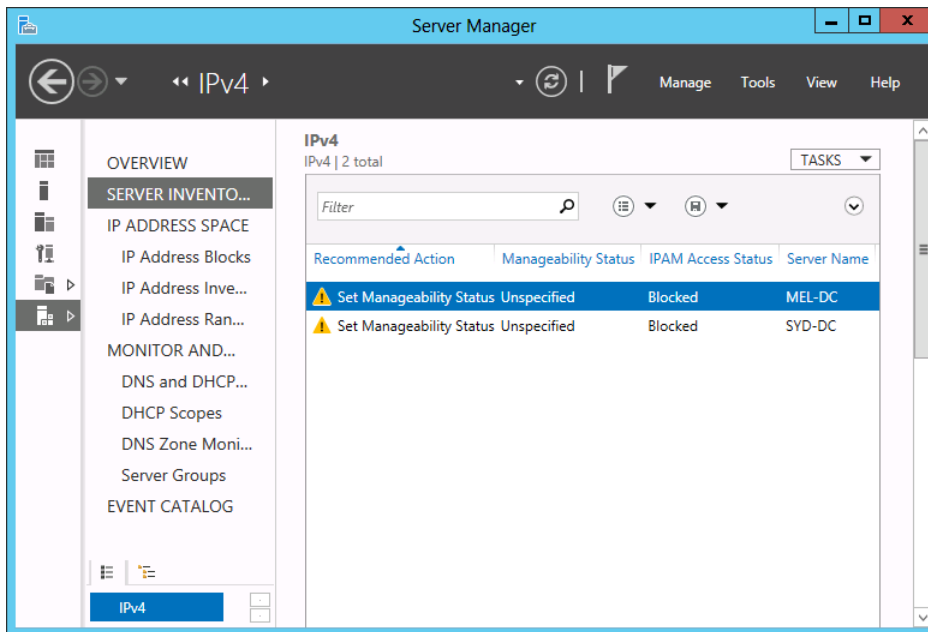 Server Manager
IPv4
Manage Tools View Help
OVERVIEW
SERVER INVENTO...
IP ADDRESS SPACE
IP Address Blocks
IP Address Inve...
IP Address Ran...
MONITOR AND...
DNS and DHCP...
DHCP Scopes
DNS Zone Moni...
Server Groups
EVENT CATALOG
IPv4
IPv4
IPv4 | 2 total
TASKS
Filter
Recommended Action Manageability Status IPAM Access Status Server Name
Set Manageability Status Unspecified Blocked MEL-DC
Set Manageability Status Unspecified Blocked SYD-DC